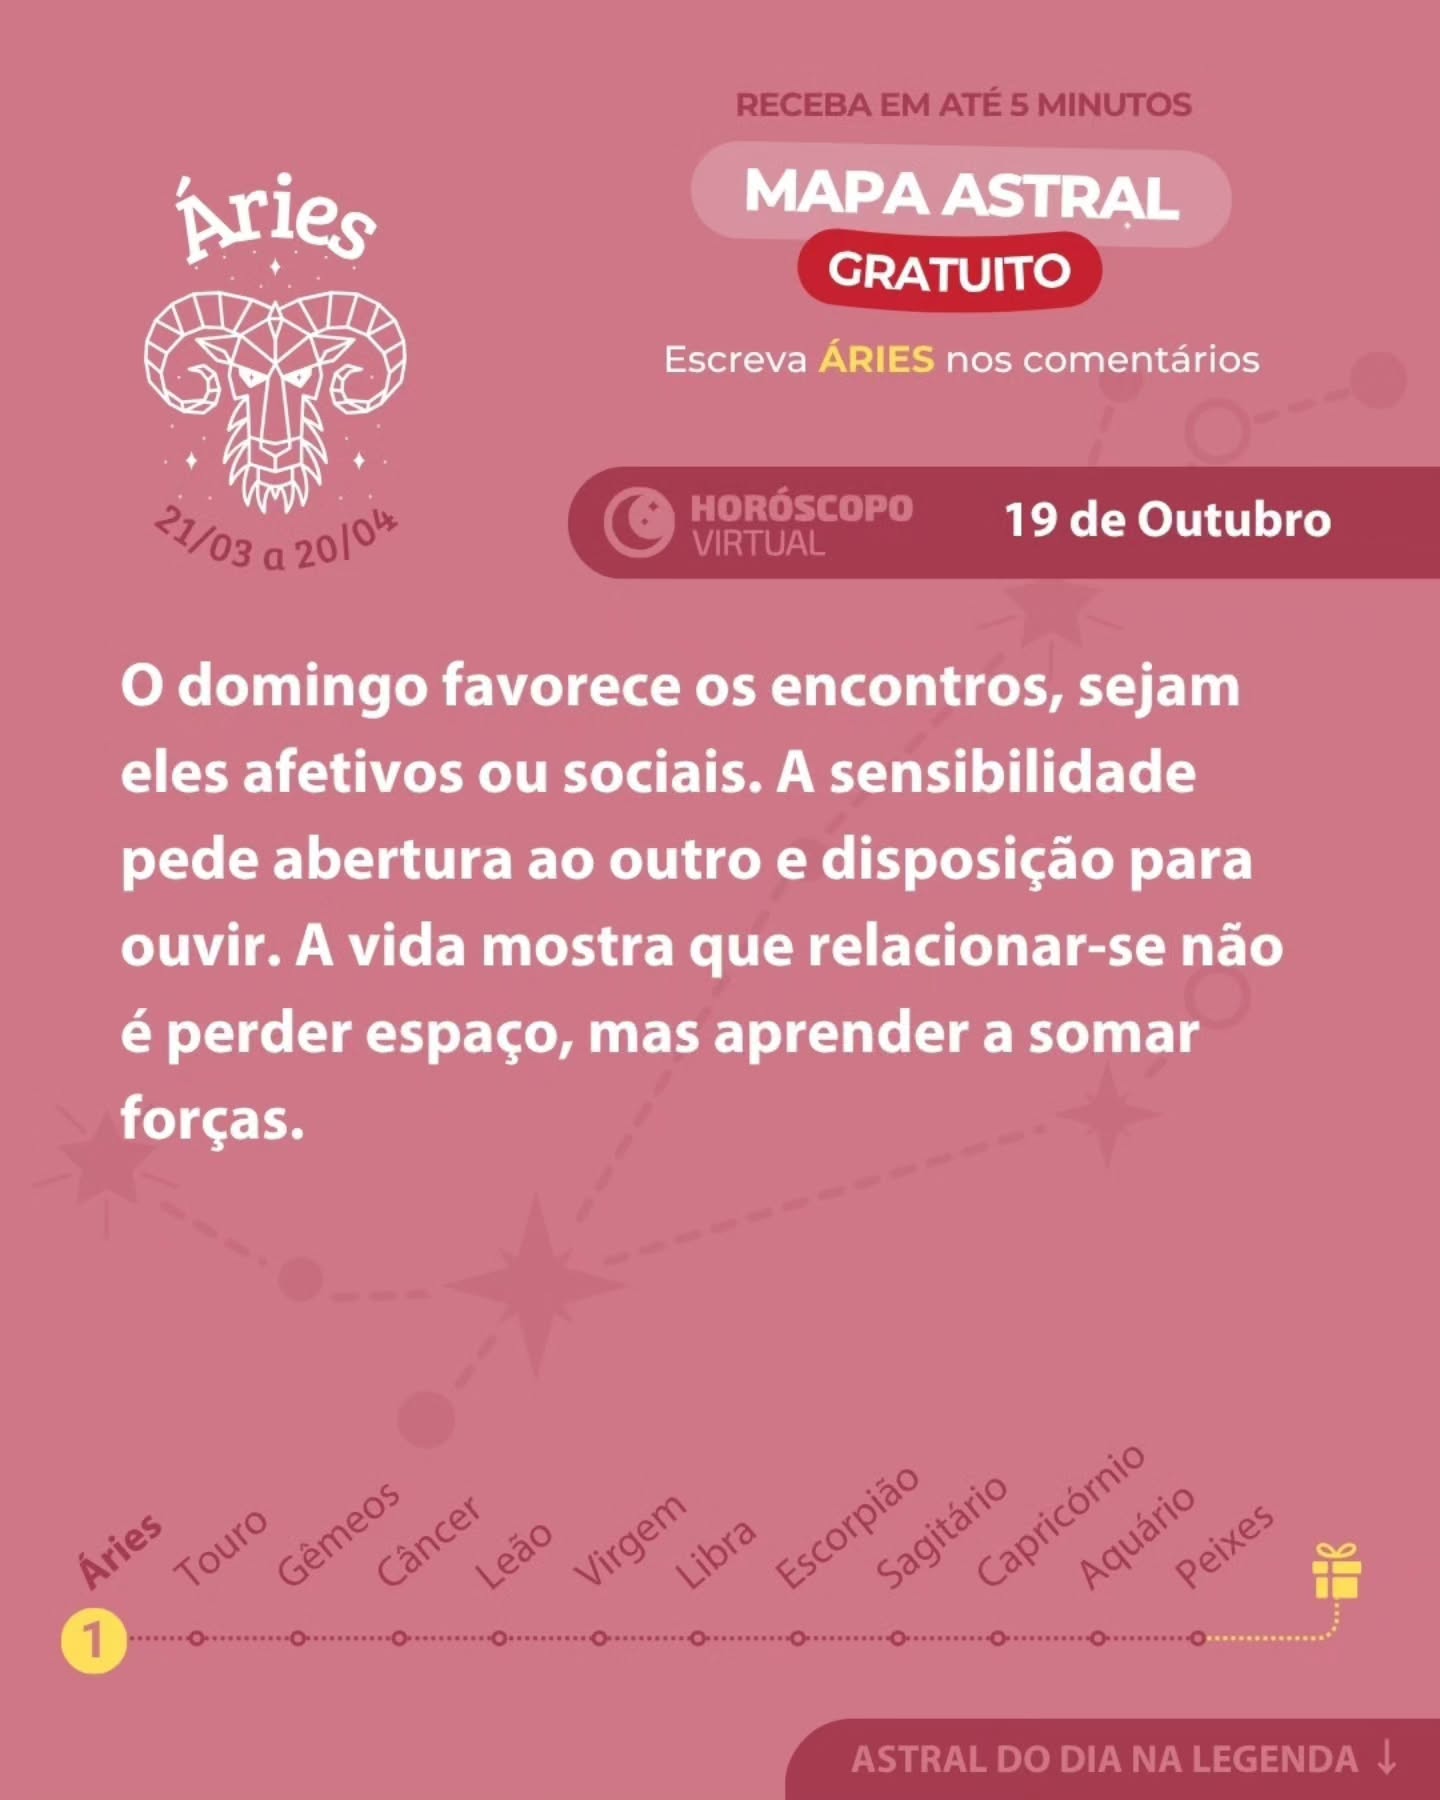 RECEBA EM ATÉ 5 MINUTOS
MAPA ASTRAL
GRATUITO
Escreva ÁRIES nos comentários
Áries
21/03 a 20/04
HORÓSCOPO
VIRTUAL
19 de Outubro
O domingo favorece os encontros, sejam
eles afetivos ou sociais. A sensibilidade
pede abertura ao outro e disposição para
ouvir. A vida mostra que relacionar-se não
é perder espaço, mas aprender a somar
forças.
Áries
Touro
Gêmeos
Câncer
Leão
Virgem
Libra
Escorpião
Sagitário
Capricórnio
Aquário
Peixes
1
ASTRAL DO DIA NA LEGENDA ↓